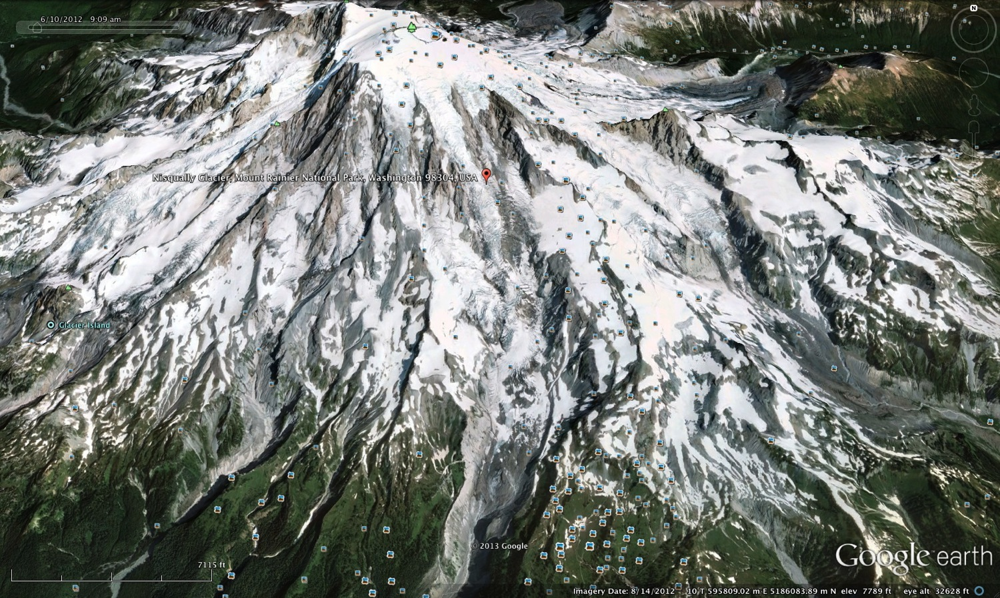 6/10/2012 9:09 am
N
Nisqually Glacier, Mount Rainier National Park, Washington 98304, USA
Glacier Island
© 2013 Google
7115 ft
Google earth
Imagery Date: 8/14/2012 10 T 595809.02 m E 5186083.89 m N elev 7789 ft eye alt 32628 ft